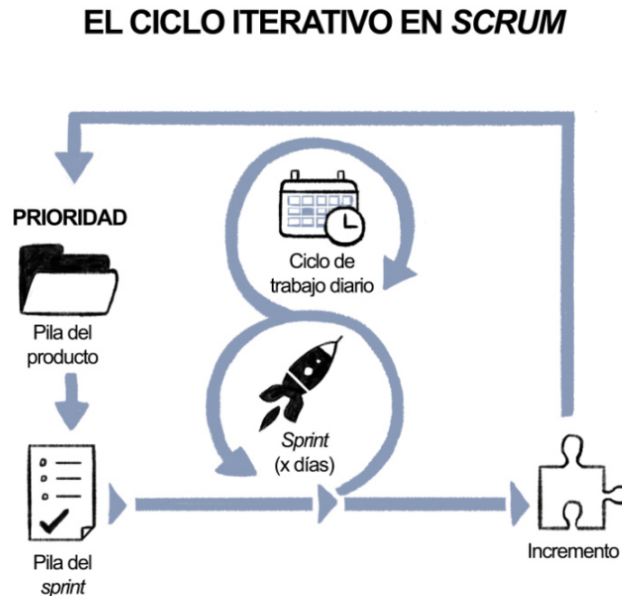 EL CICLO ITERATIVO EN SCRUM
PRIORIDAD
Pila del
producto
Ciclo de
trabajo diario
Sprint
(x días)
Pila del
sprint
Incremento